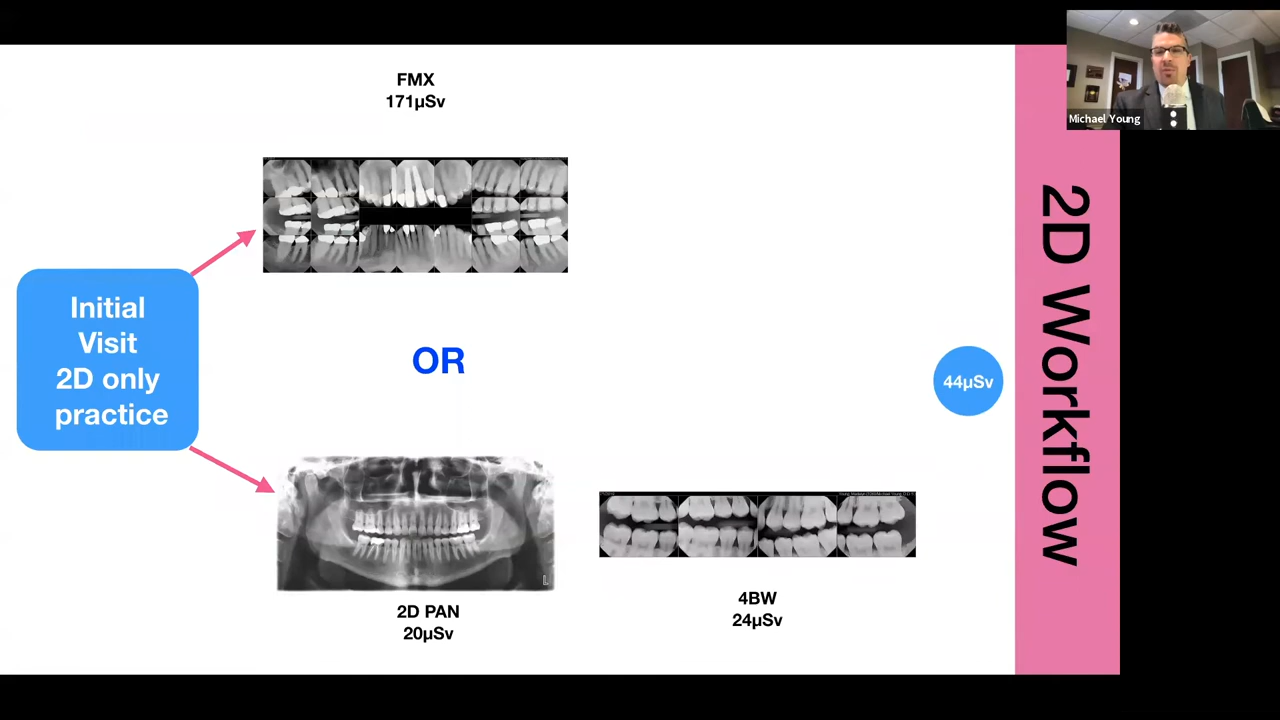 FMX
171µSv
Michael Young
2D Workflow
Initial
Visit
2D only
practice
OR
44µSv
2D PAN
20µSv
L
4BW
24µSv